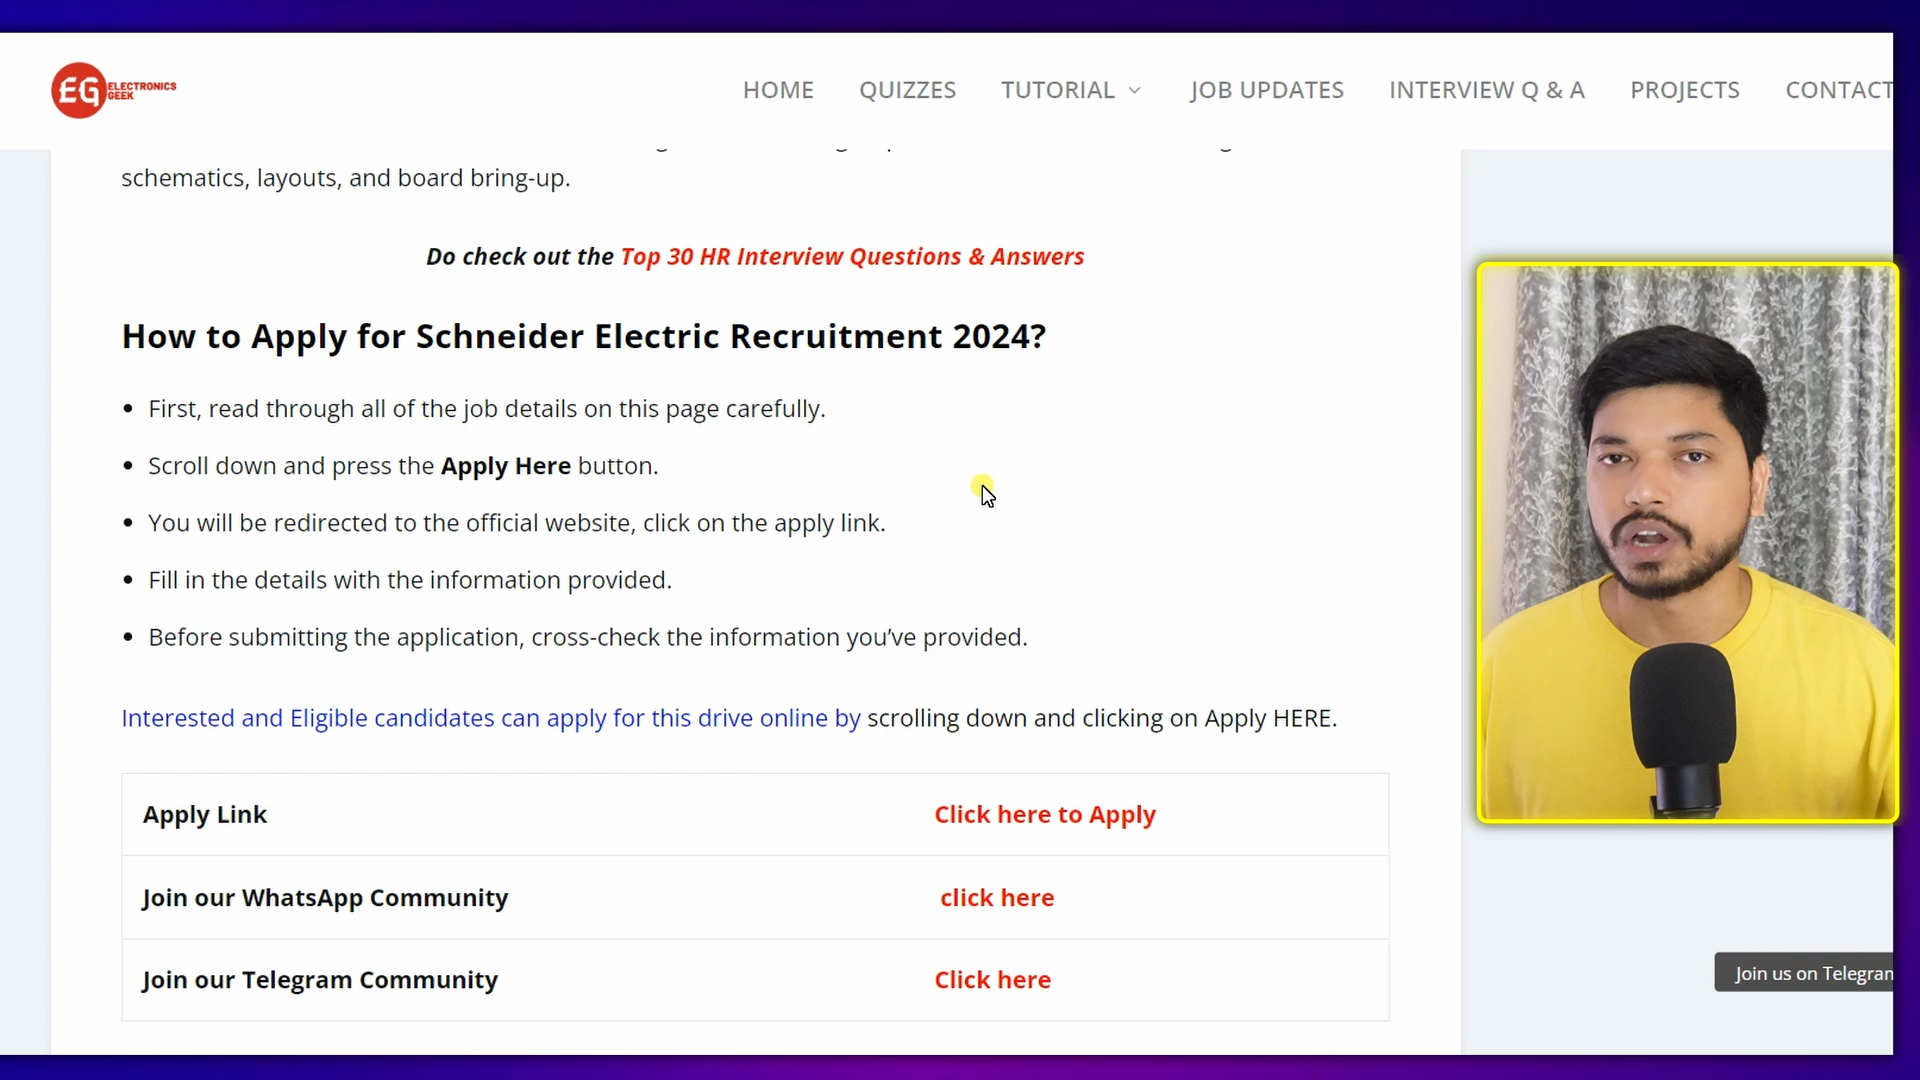 EG ELECTRONICS
GEEK
HOME QUIZZES TUTORIAL JOB UPDATES INTERVIEW Q & A PROJECTS CONTACT
schematics, layouts, and board bring-up.
Do check out the Top 30 HR Interview Questions & Answers
How to Apply for Schneider Electric Recruitment 2024?
• First, read through all of the job details on this page carefully.
• Scroll down and press the Apply Here button.
• You will be redirected to the official website, click on the apply link.
• Fill in the details with the information provided.
• Before submitting the application, cross-check the information you’ve provided.
Interested and Eligible candidates can apply for this drive online by scrolling down and clicking on Apply HERE.
Apply Link Click here to Apply
Join our WhatsApp Community click here
Join our Telegram Community Click here
Join us on Telegram